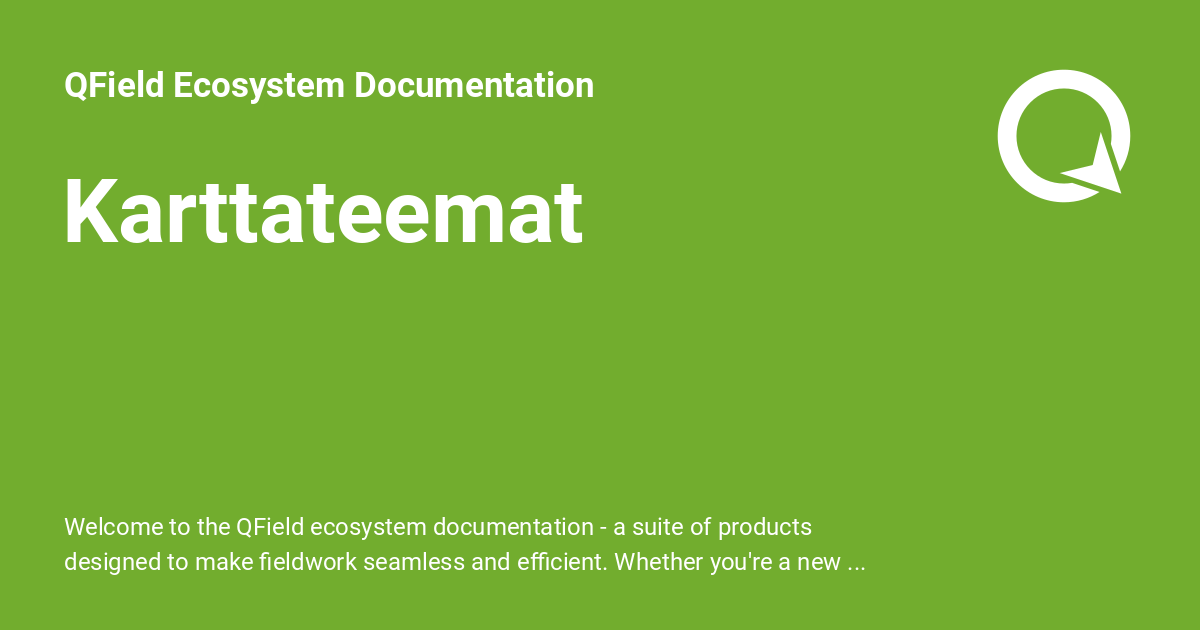 QField Ecosystem Documentation
Karttateemat
Welcome to the QField ecosystem documentation - a suite of products
designed to make fieldwork seamless and efficient. Whether you're a new ...